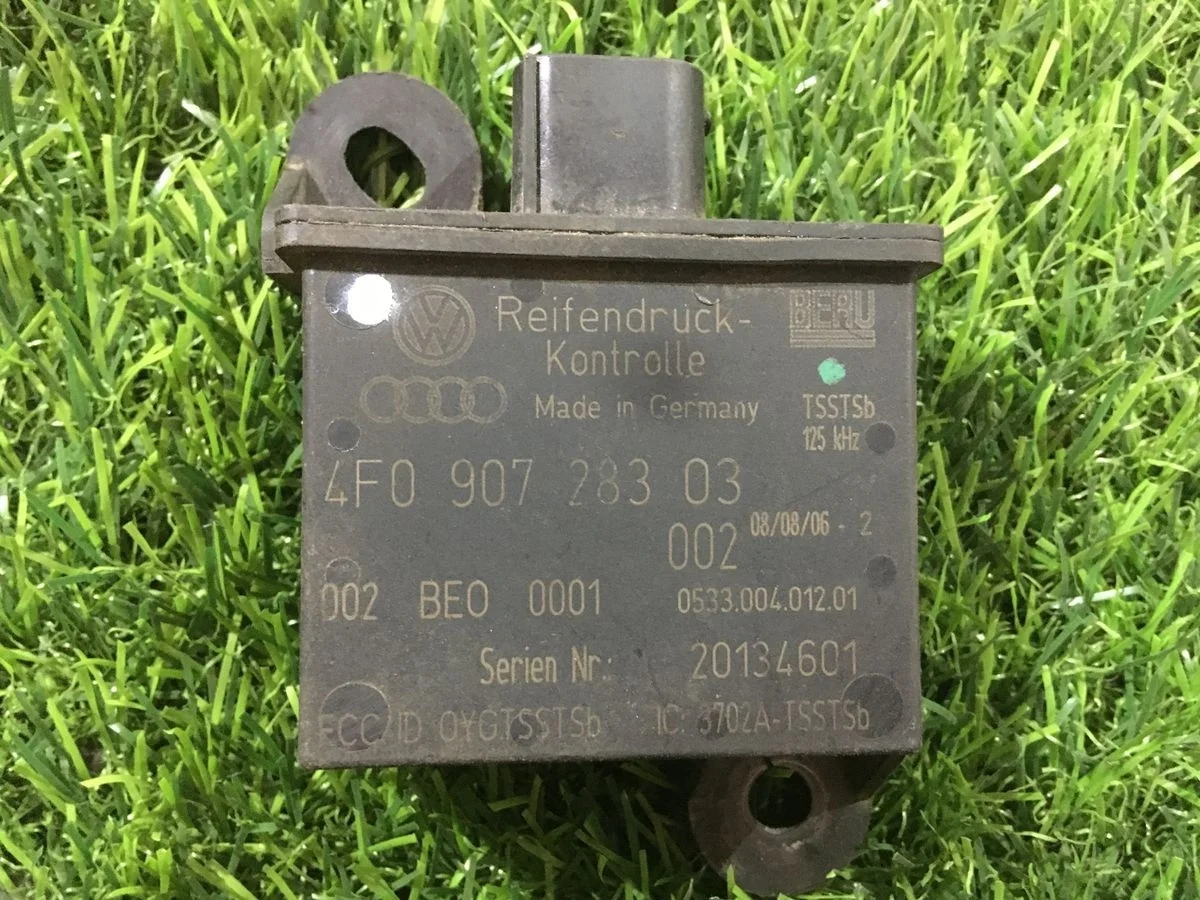 Reifendruck-
Kontrolle
BERU
Made in Germany
TSSTSb
125 kHz
4F0 907 283 03
002
08/08/06 - 2
002 BE0 0001
0533.004.012.01
Serien Nr.: 20134601
FCC ID OYGTSSTSb IC: 3702A-TSSTSb